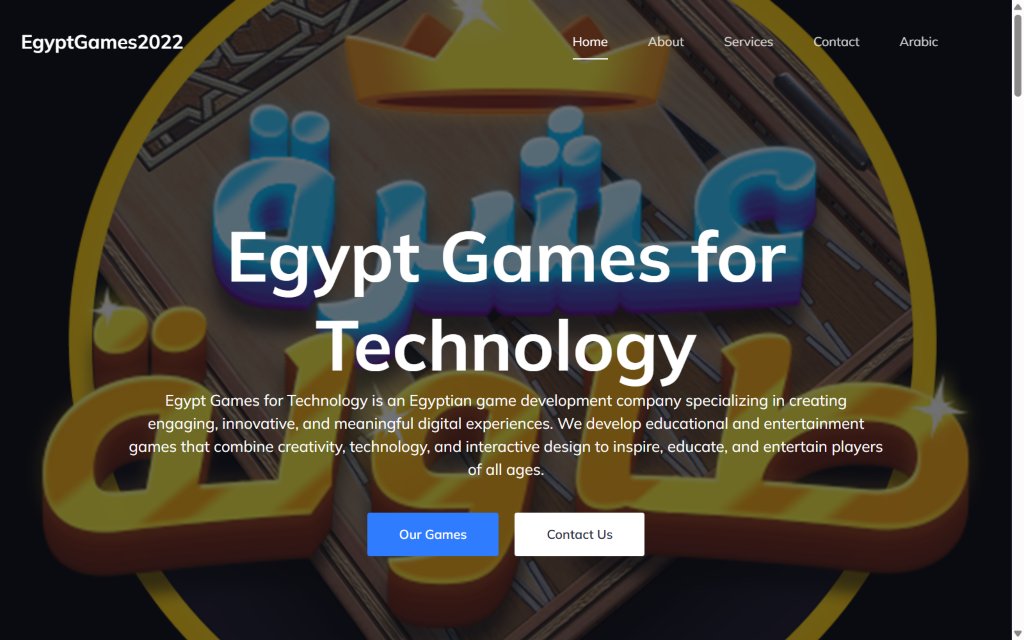 EgyptGames2022
Home
About
Services
Contact
Arabic
عشرة
طاولة
Egypt Games for
Technology
Egypt Games for Technology is an Egyptian game development company specializing in creating
engaging, innovative, and meaningful digital experiences. We develop educational and entertainment
games that combine creativity, technology, and interactive design to inspire, educate, and entertain players
of all ages.
Our Games
Contact Us